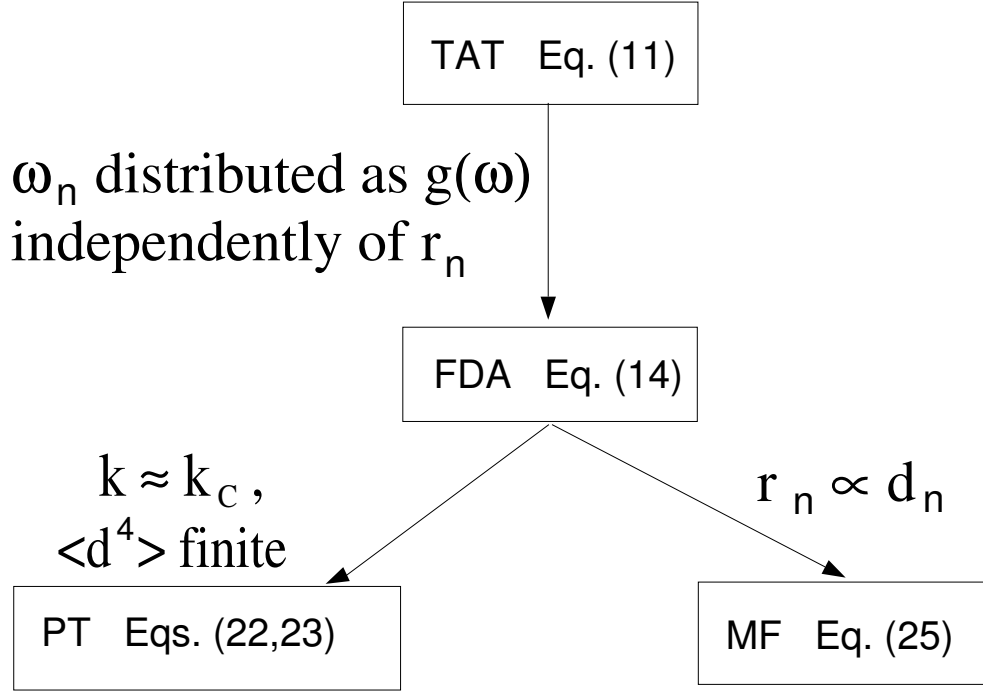 TAT Eq. (11)
ωn distributed as g(ω)
independently of rn
FDA Eq. (14)
k ≈ kC ,
<d4> finite
r n ∝ dn
PT Eqs. (22,23)
MF Eq. (25)